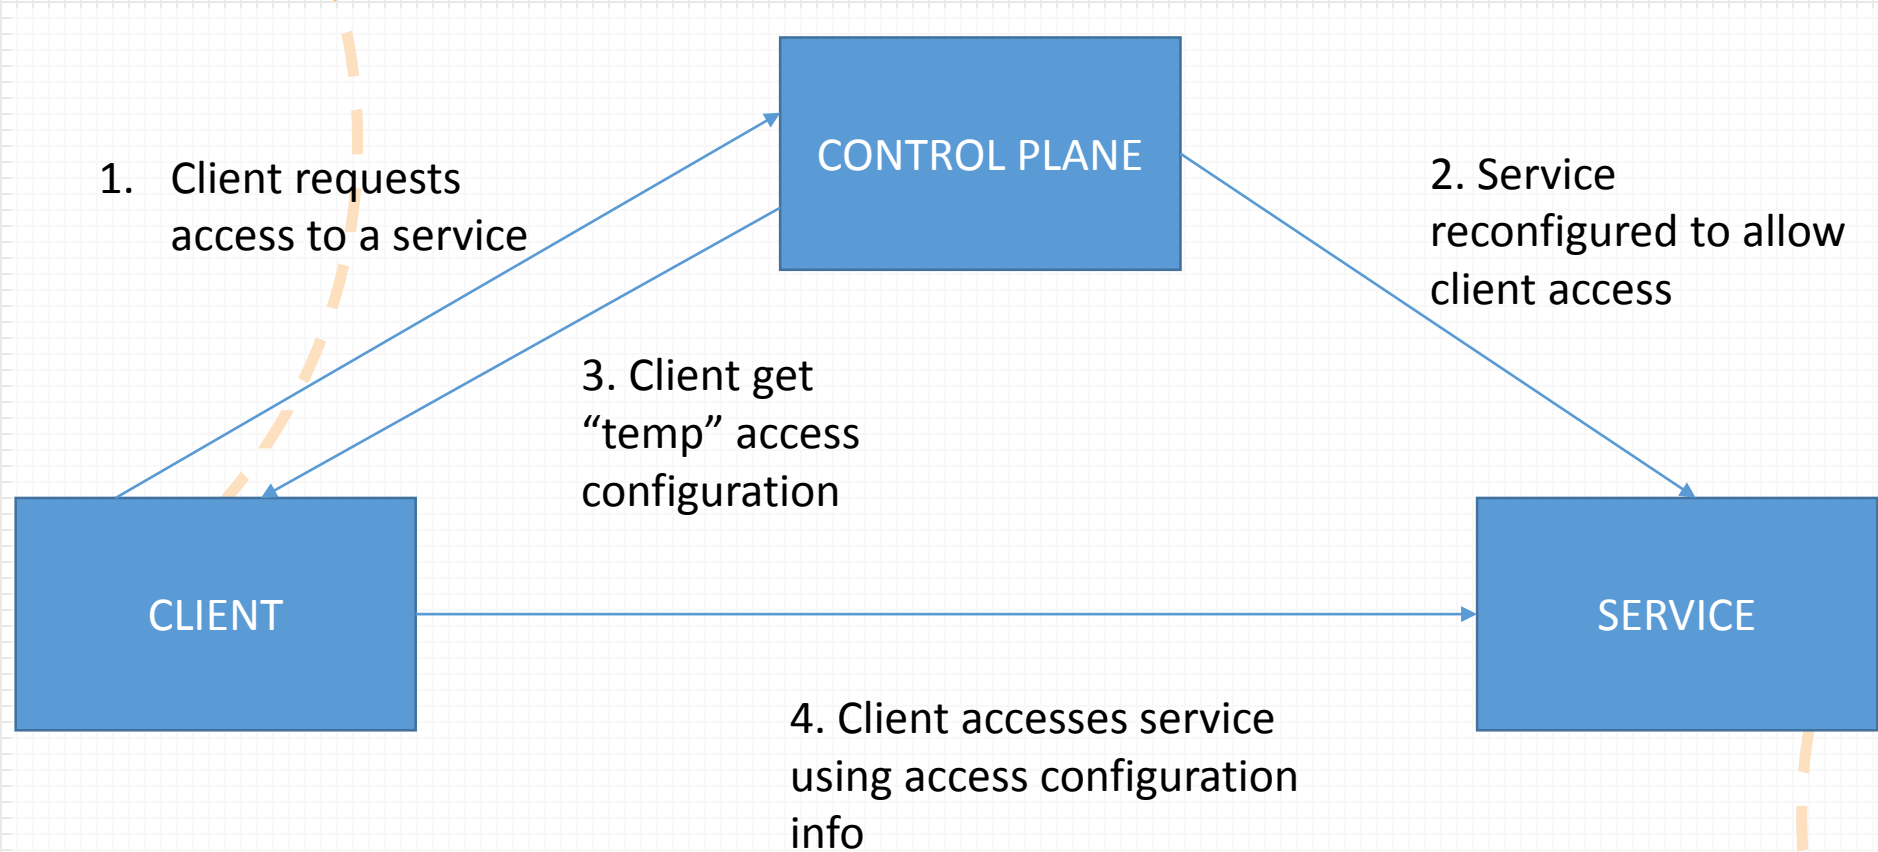 CONTROL PLANE
1. Client requests
access to a service
2. Service
reconfigured to allow
client access
3. Client get
“temp” access
configuration
CLIENT
SERVICE
4. Client accesses service
using access configuration
info